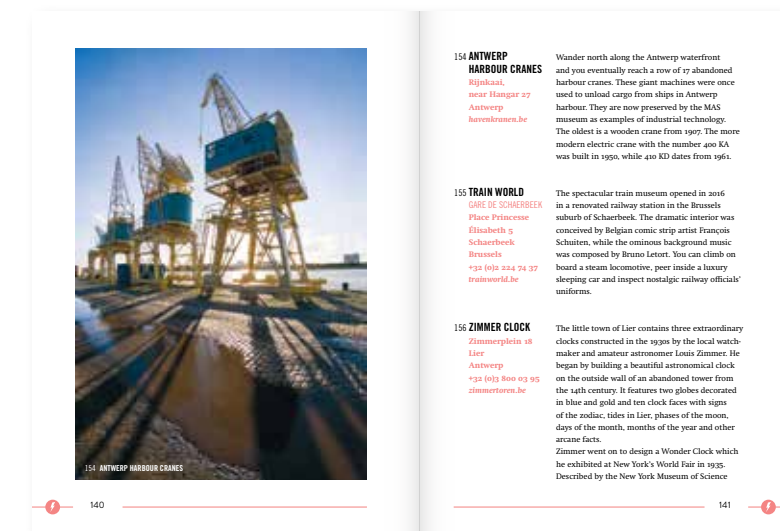 154 ANTWERP HARBOUR CRANES
140
154 ANTWERP
HARBOUR CRANES
Rijnkaai,
near Hangar 27
Antwerp
havenkranen.be
Wander north along the Antwerp waterfront
and you eventually reach a row of 17 abandoned
harbour cranes. These giant machines were once
used to unload cargo from ships in Antwerp
harbour. They are now preserved by the MAS
museum as examples of industrial technology.
The oldest is a wooden crane from 1907. The more
modern electric crane with the number 400 KA
was built in 1950, while 410 KD dates from 1961.
155 TRAIN WORLD
GARE DE SCHAERBEEK
Place Princesse
Élisabeth 5
Schaerbeek
Brussels
+32 (0)2 224 74 37
trainworld.be
The spectacular train museum opened in 2016
in a renovated railway station in the Brussels
suburb of Schaerbeek. The dramatic interior was
conceived by Belgian comic strip artist François
Schuiten, while the ominous background music
was composed by Bruno Letort. You can climb on
board a steam locomotive, peer inside a luxury
sleeping car and inspect nostalgic railway officials'
uniforms.
156 ZIMMER CLOCK
Zimmerplein 18
Lier
Antwerp
+32 (0)3 800 03 95
zimmertoren.be
The little town of Lier contains three extraordinary
clocks constructed in the 1930s by the local watch-
maker and amateur astronomer Louis Zimmer. He
began by building a beautiful astronomical clock
on the outside wall of an abandoned tower from
the 14th century. It features two globes decorated
in blue and gold and ten clock faces with signs
of the zodiac, tides in Lier, phases of the moon,
days of the month, months of the year and other
arcane facts.
Zimmer went on to design a Wonder Clock which
he exhibited at New York's World Fair in 1935.
Described by the New York Museum of Science
141